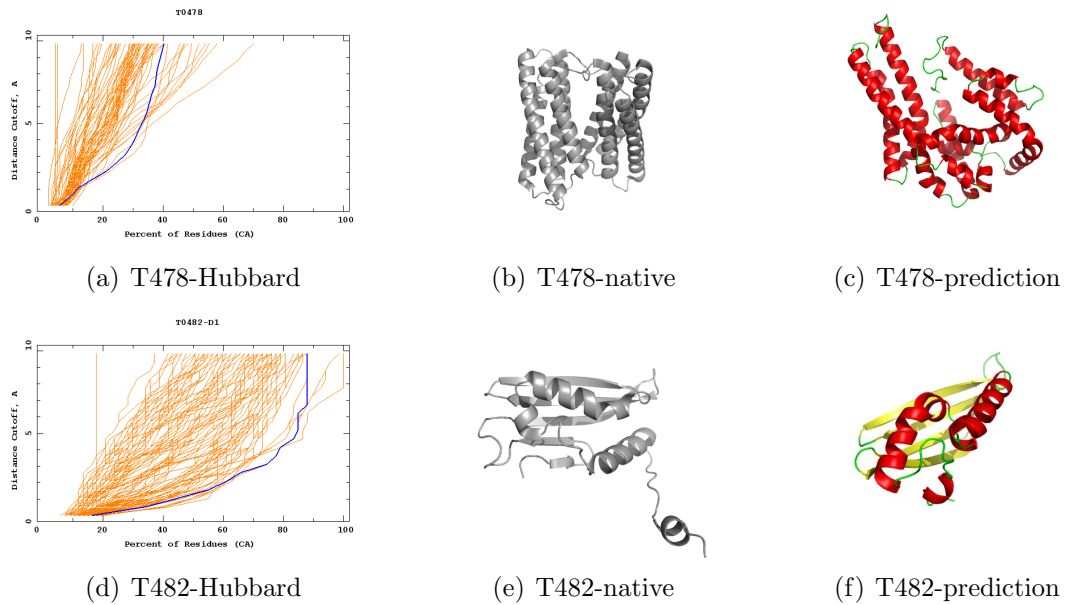 T0478
10
5
0
Distance Cutoff, A
0 20 40 60 80 100
Percent of Residues (CA)
(a) T478-Hubbard
(b) T478-native
(c) T478-prediction
T0482-D1
10
5
0
Distance Cutoff, A
0 20 40 60 80 100
Percent of Residues (CA)
(d) T482-Hubbard
(e) T482-native
(f) T482-prediction